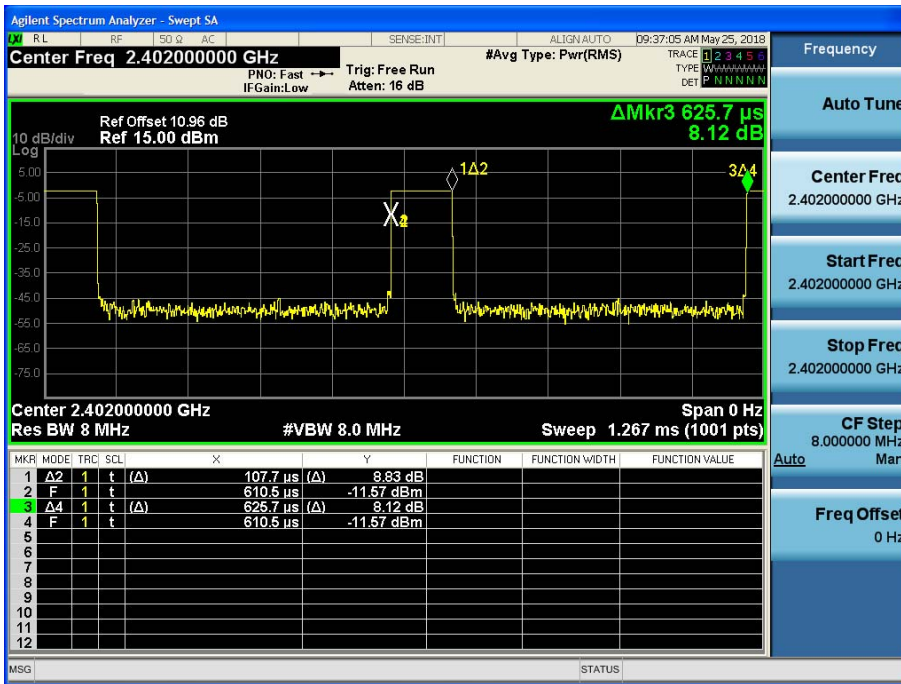 Agilent Spectrum Analyzer - Swept SA
LXI RL RF 50 Ω AC SENSE:INT ALIGN AUTO 09:37:05 AM May 25, 2018
Center Freq 2.402000000 GHz #Avg Type: Pwr(RMS) TRACE 1 2 3 4 5 6
PNO: Fast Trig: Free Run TYPE WWWWWW
IFGain:Low Atten: 16 dB DET P N N N N N
Frequency
Auto Tune
Center Freq
2.402000000 GHz
Start Freq
2.402000000 GHz
Stop Freq
2.402000000 GHz
CF Step
8.000000 MHz
Auto Man
Freq Offset
0 Hz
ΔMkr3 625.7 µs
8.12 dB
Ref Offset 10.96 dB
10 dB/div Ref 15.00 dBm
Log
5.00
-5.00
-15.0
-25.0
-35.0
-45.0
-55.0
-65.0
-75.0
1Δ2
3Δ4
Center 2.402000000 GHz Span 0 Hz
Res BW 8 MHz #VBW 8.0 MHz Sweep 1.267 ms (1001 pts)
MKR MODE TRC SCL X Y FUNCTION FUNCTION WIDTH FUNCTION VALUE
1 Δ2 1 t (Δ) 107.7 µs (Δ) 8.83 dB
2 F 1 t 610.5 µs -11.57 dBm
3 Δ4 1 t (Δ) 625.7 µs (Δ) 8.12 dB
4 F 1 t 610.5 µs -11.57 dBm
5
6
7
8
9
10
11
12
MSG STATUS